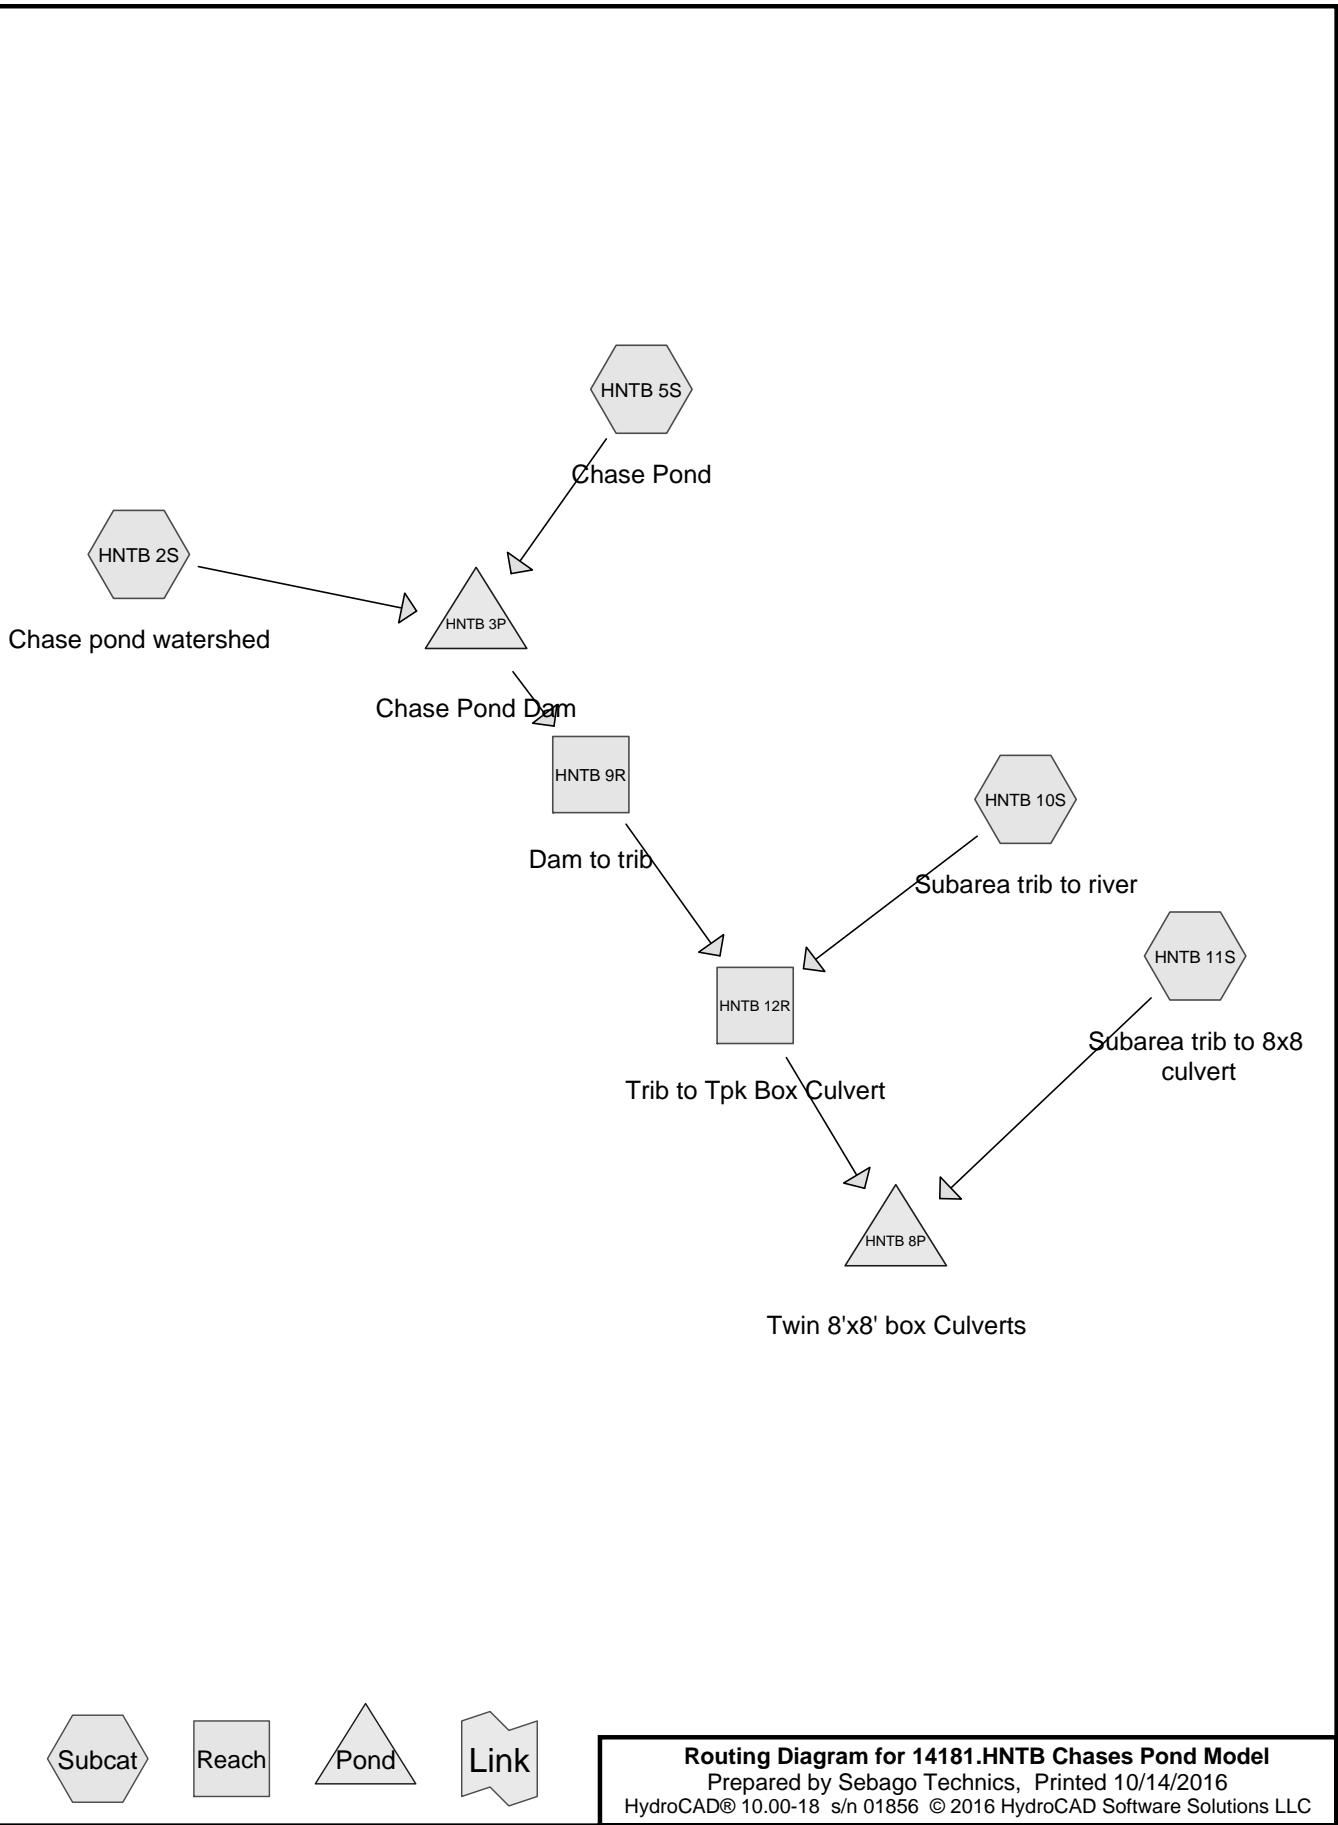 HNTB 5S
Chase Pond
HNTB 2S
Chase pond watershed
HNTB 3P
Chase Pond Dam
HNTB 9R
Dam to trib
HNTB 10S
Subarea trib to river
HNTB 11S
Subarea trib to 8x8
culvert
HNTB 12R
Trib to Tpk Box Culvert
HNTB 8P
Twin 8'x8' box Culverts
Subcat
Reach
Pond
Link
Routing Diagram for 14181.HNTB Chases Pond Model
Prepared by Sebago Technics, Printed 10/14/2016
HydroCAD® 10.00-18 s/n 01856 © 2016 HydroCAD Software Solutions LLC